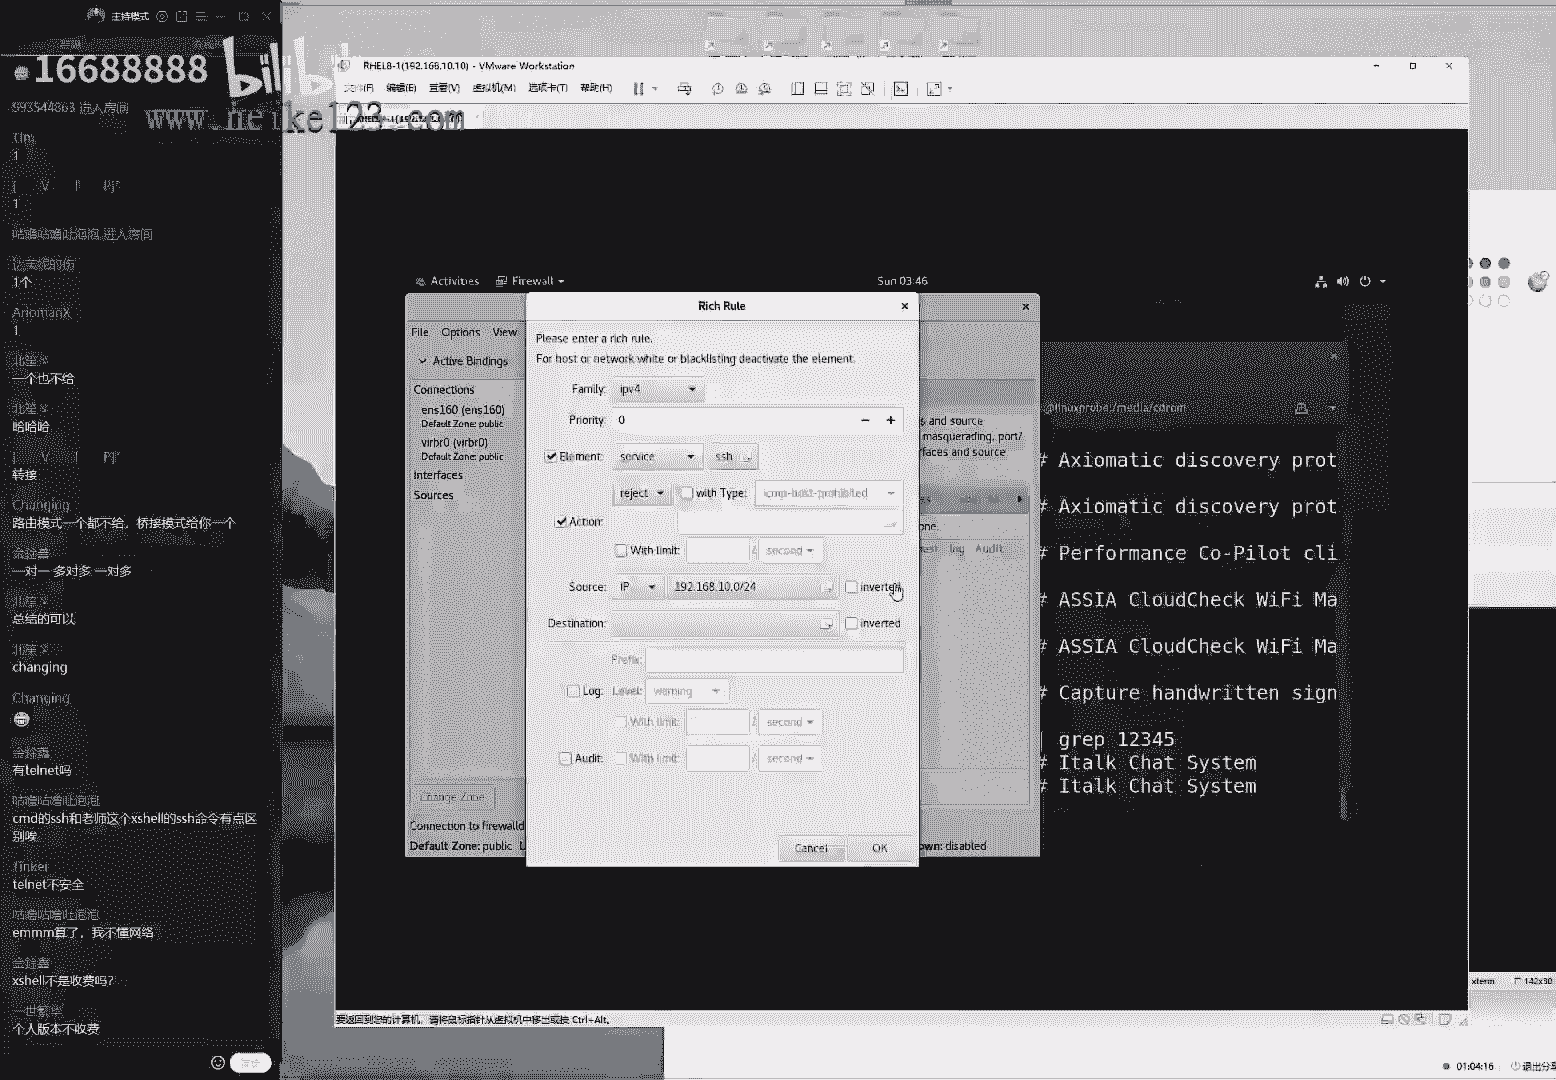 主持模式
16688888
bilibi
993544863 进入房间
www.heike123.com
1
1
咕噜咕噜吐泡泡 进入房间
1个
AnomanX
1
一个也不给
哈哈哈
转接
Changing
路由模式一个都不给，桥接模式给你一个
一对一 多对多 一对多
总结的可以
changing
Changing
有telnet吗
咕噜咕噜吐泡泡
cmd的ssh和老师这个xshell的ssh命令有点区
别唉
Tinker
telnet不安全
咕噜咕噜吐泡泡
emmm算了，我不懂网络
xshell不是收费吗？
个人版本不收费
RHEL8-1(192.168.10.10) - VMware Workstation
文件(F) 编辑(E) 查看(V) 虚拟机(M) 选项卡(T) 帮助(H)
Activities Firewall Sun 03:46
File Options View
Active Bindings
Connections
ens160 (ens160)
Default Zone: public
virbr0 (virbr0)
Default Zone: public
Interfaces
Sources
Change Zone
Connection to firewalld
Default Zone: public
Rich Rule
Please enter a rich rule.
For host or network white or blacklisting deactivate the element.
Family: ipv4
Priority: 0
Element: service ssh
reject with Type: icmp-host-prohibited
Action:
With limit: / second
Source: IP 192.168.10.0/24 inverted
Destination: inverted
Prefix:
Log: Level: warning
With limit: / second
Audit: With limit: / second
Cancel OK
s and source
masquerading, port/
faces and source
one.
log Audit
own: disabled
@linuxprobe:/media/cdrom
# Axiomatic discovery prot
# Axiomatic discovery prot
# Performance Co-Pilot cli
# ASSIA CloudCheck WiFi Ma
# ASSIA CloudCheck WiFi Ma
# Capture handwritten sign
| grep 12345
# Italk Chat System
# Italk Chat System
要返回到您的计算机，请将鼠标指针从虚拟机中移出或按 Ctrl+Alt。
xterm 142x30
01:04:16 退出分享